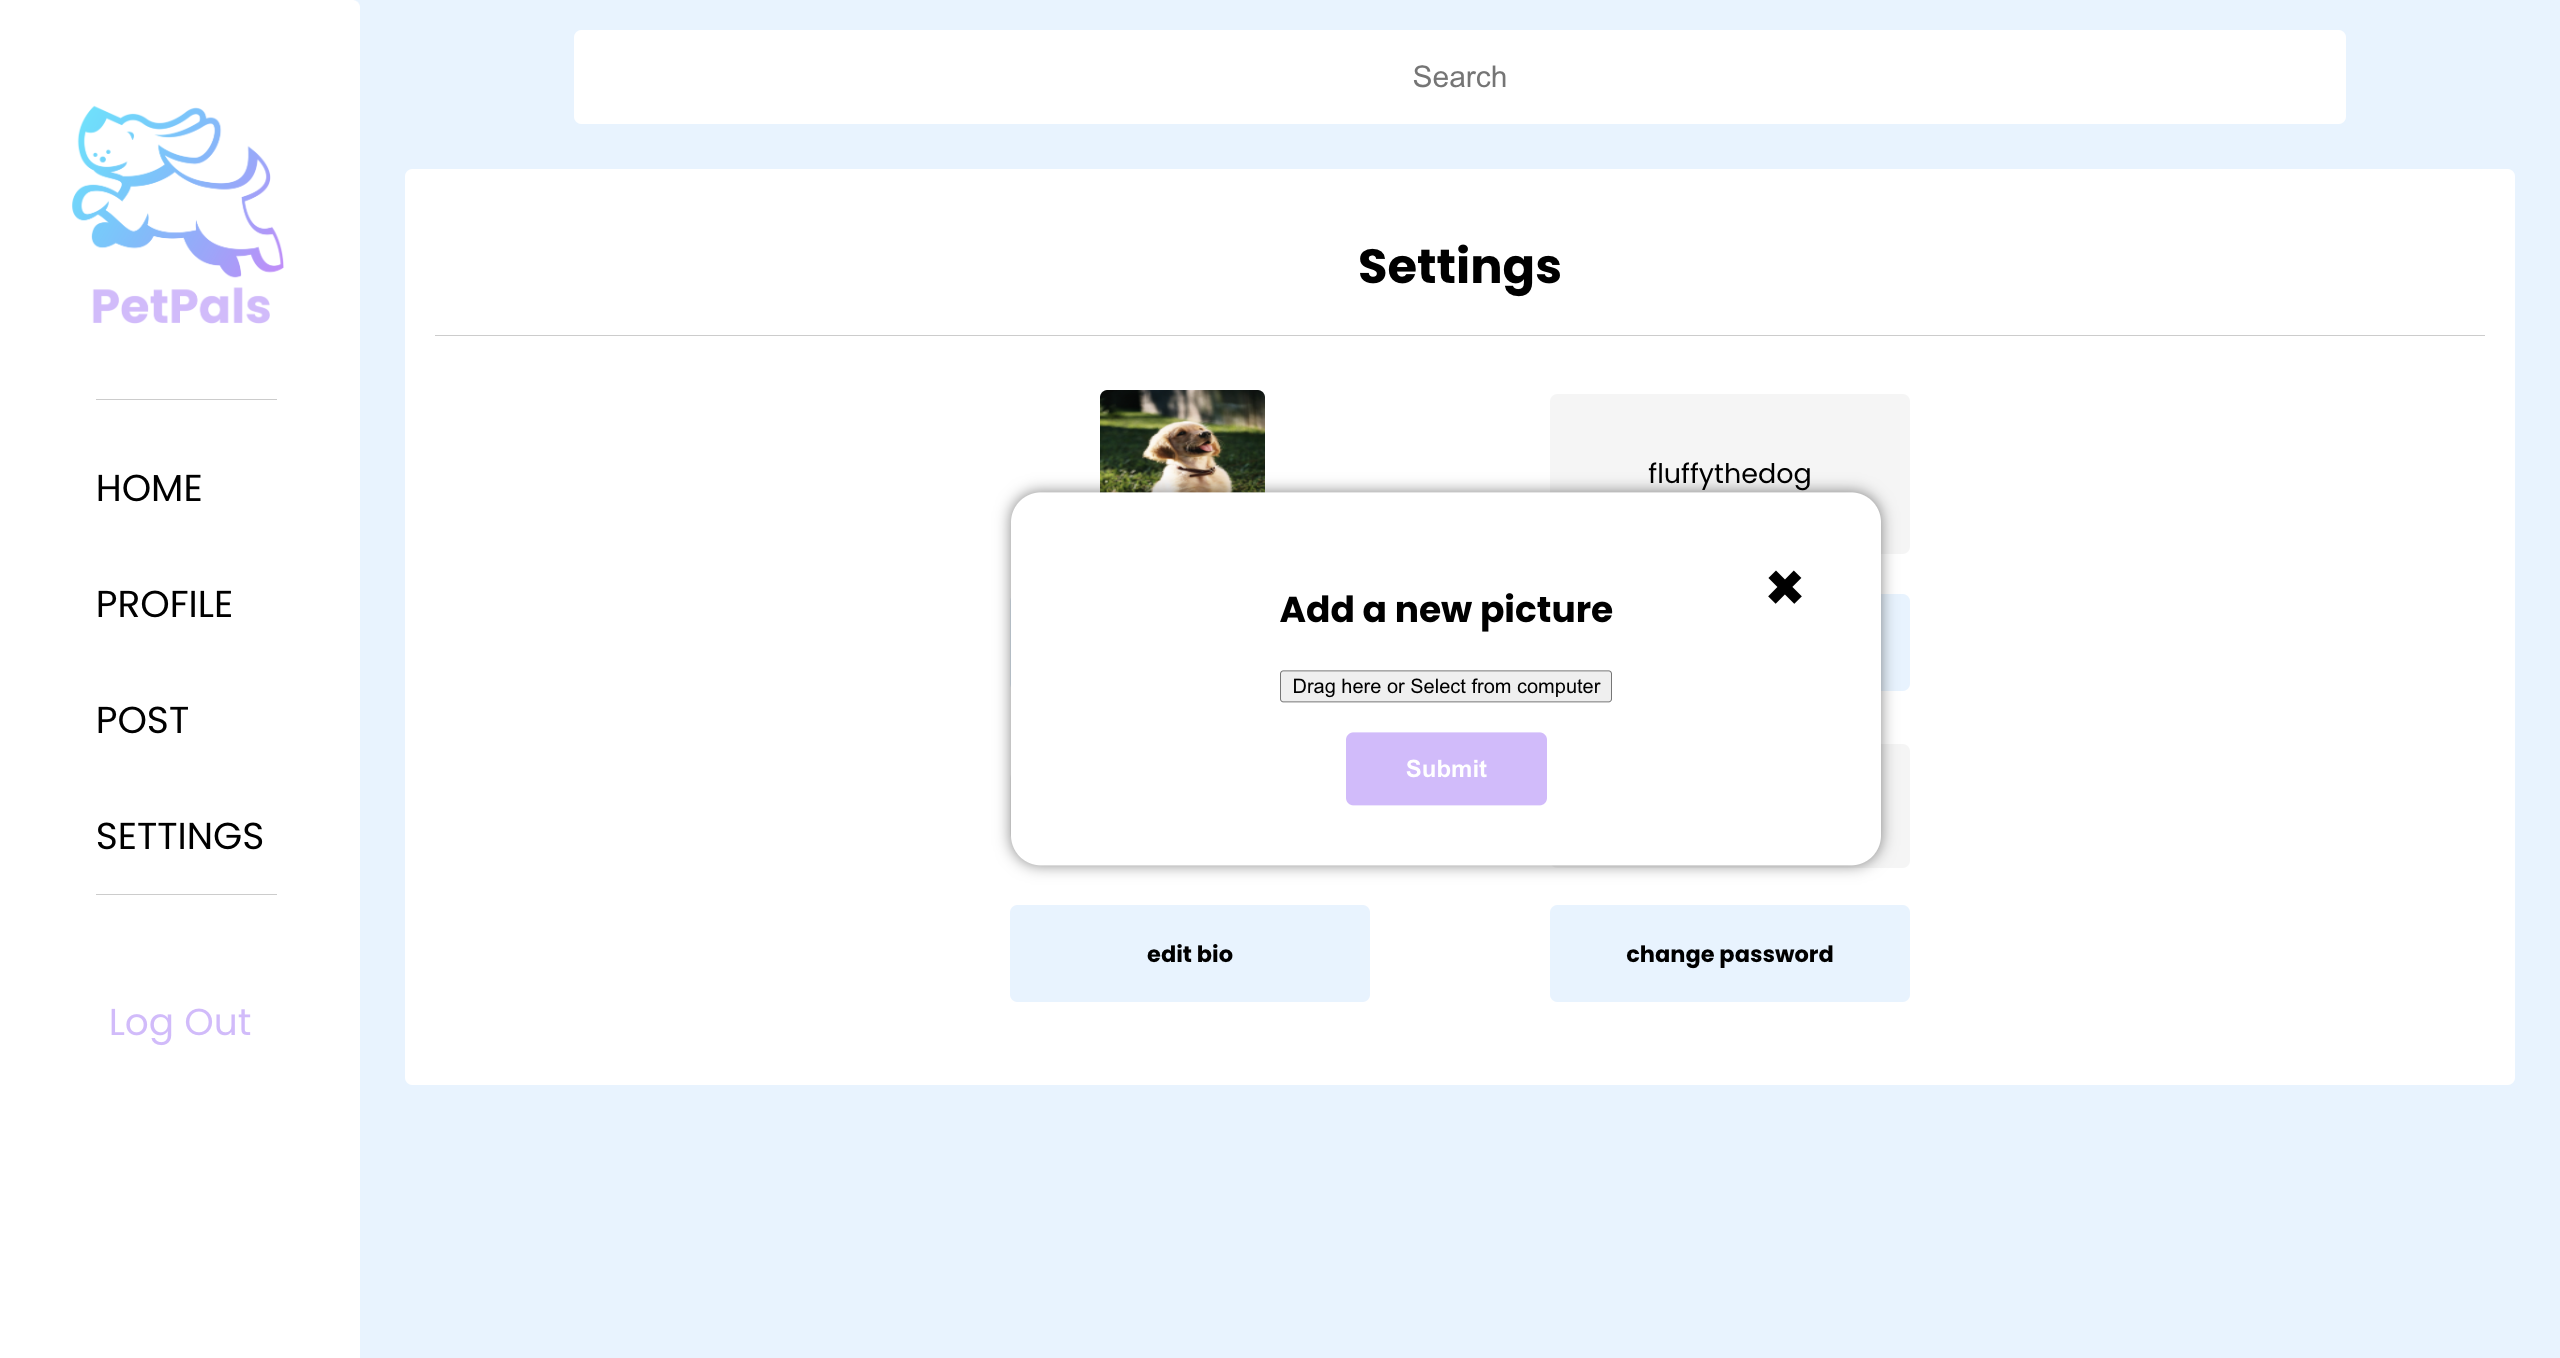 Search
PetPals
HOME
PROFILE
POST
SETTINGS
Log Out
Settings
fluffythedog
Add a new picture
✖
Drag here or Select from computer
Submit
edit bio
change password